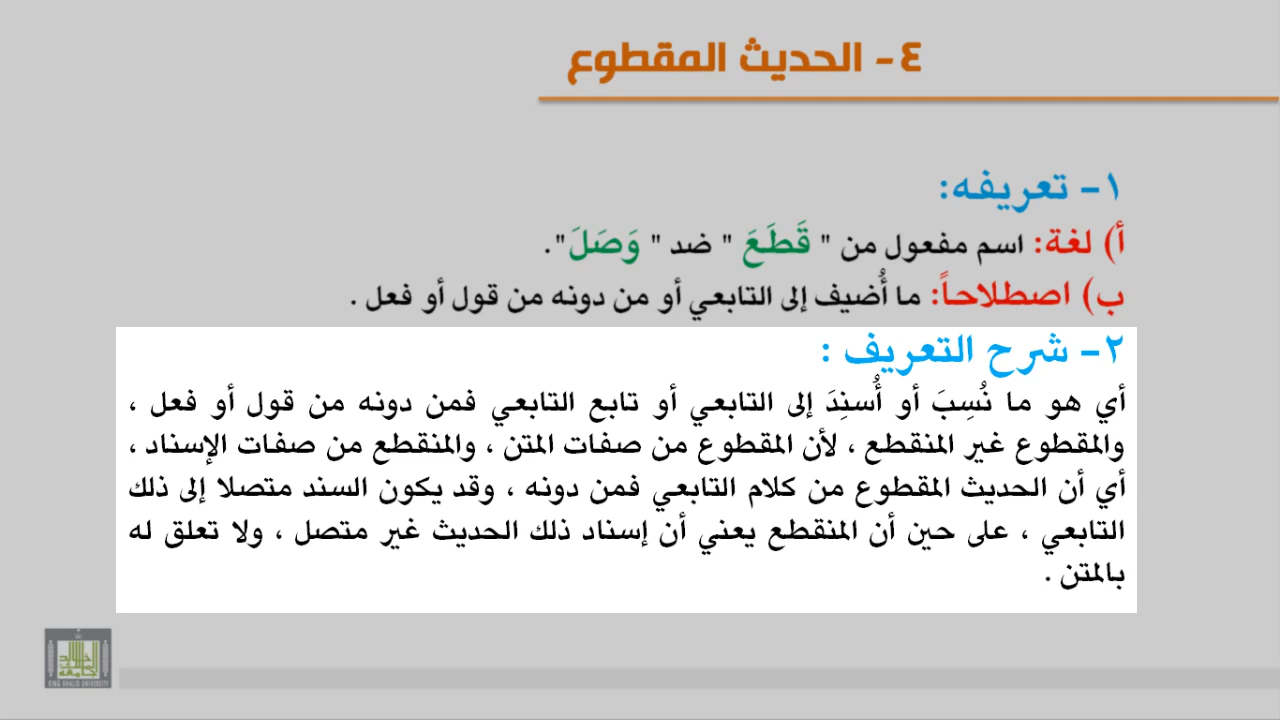 ٤- الحديث المقطوع
١- تعريفه:
أ) لغة: اسم مفعول من " قَطَعَ " ضد " وَصَلَ".
ب) اصطلاحاً: ما أُضيف إلى التابعي أو من دونه من قول أو فعل .
٢- شرح التعريف :
أي هو ما نُسِبَ أو أُسنِدَ إلى التابعي أو تابع التابعي فمن دونه من قول أو فعل ،
والمقطوع غير المنقطع ، لأن المقطوع من صفات المتن ، والمنقطع من صفات الإسناد ،
أي أن الحديث المقطوع من كلام التابعي فمن دونه ، وقد يكون السند متصلا إلى ذلك
التابعي ، على حين أن المنقطع يعني أن إسناد ذلك الحديث غير متصل ، ولا تعلق له
بالمتن .
KING KHALID UNIVERSITY